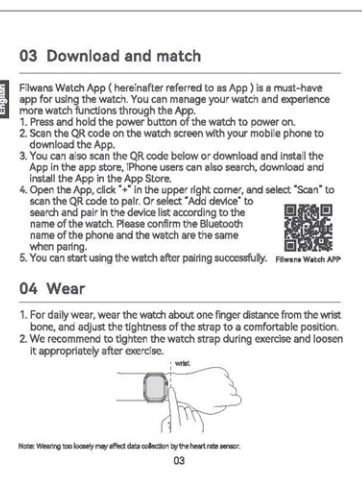 English
03 Download and match
Filwans Watch App ( hereinafter referred to as App ) is a must-have
app for using the watch. You can manage your watch and experience
more watch functions through the App.
1. Press and hold the power button of the watch to power on.
2. Scan the QR code on the watch screen with your mobile phone to
download the App.
3. You can also scan the QR code below or download and install the
App in the app store, iPhone users can also search, download and
install the App in the App Store.
4. Open the App, click "+" in the upper right corner, and select "Scan" to
scan the QR code to pair. Or select "Add device" to
search and pair in the device list according to the
name of the watch. Please confirm the Bluetooth
name of the phone and the watch are the same
when paring.
5. You can start using the watch after pairing successfully.
Filwans Watch APP
04 Wear
1. For daily wear, wear the watch about one finger distance from the wrist
bone, and adjust the tightness of the strap to a comfortable position.
2. We recommend to tighten the watch strap during exercise and loosen
it appropriately after exercise.
wrist
Note: Wearing too loosely may affect data collection by the heart rate sensor.
03